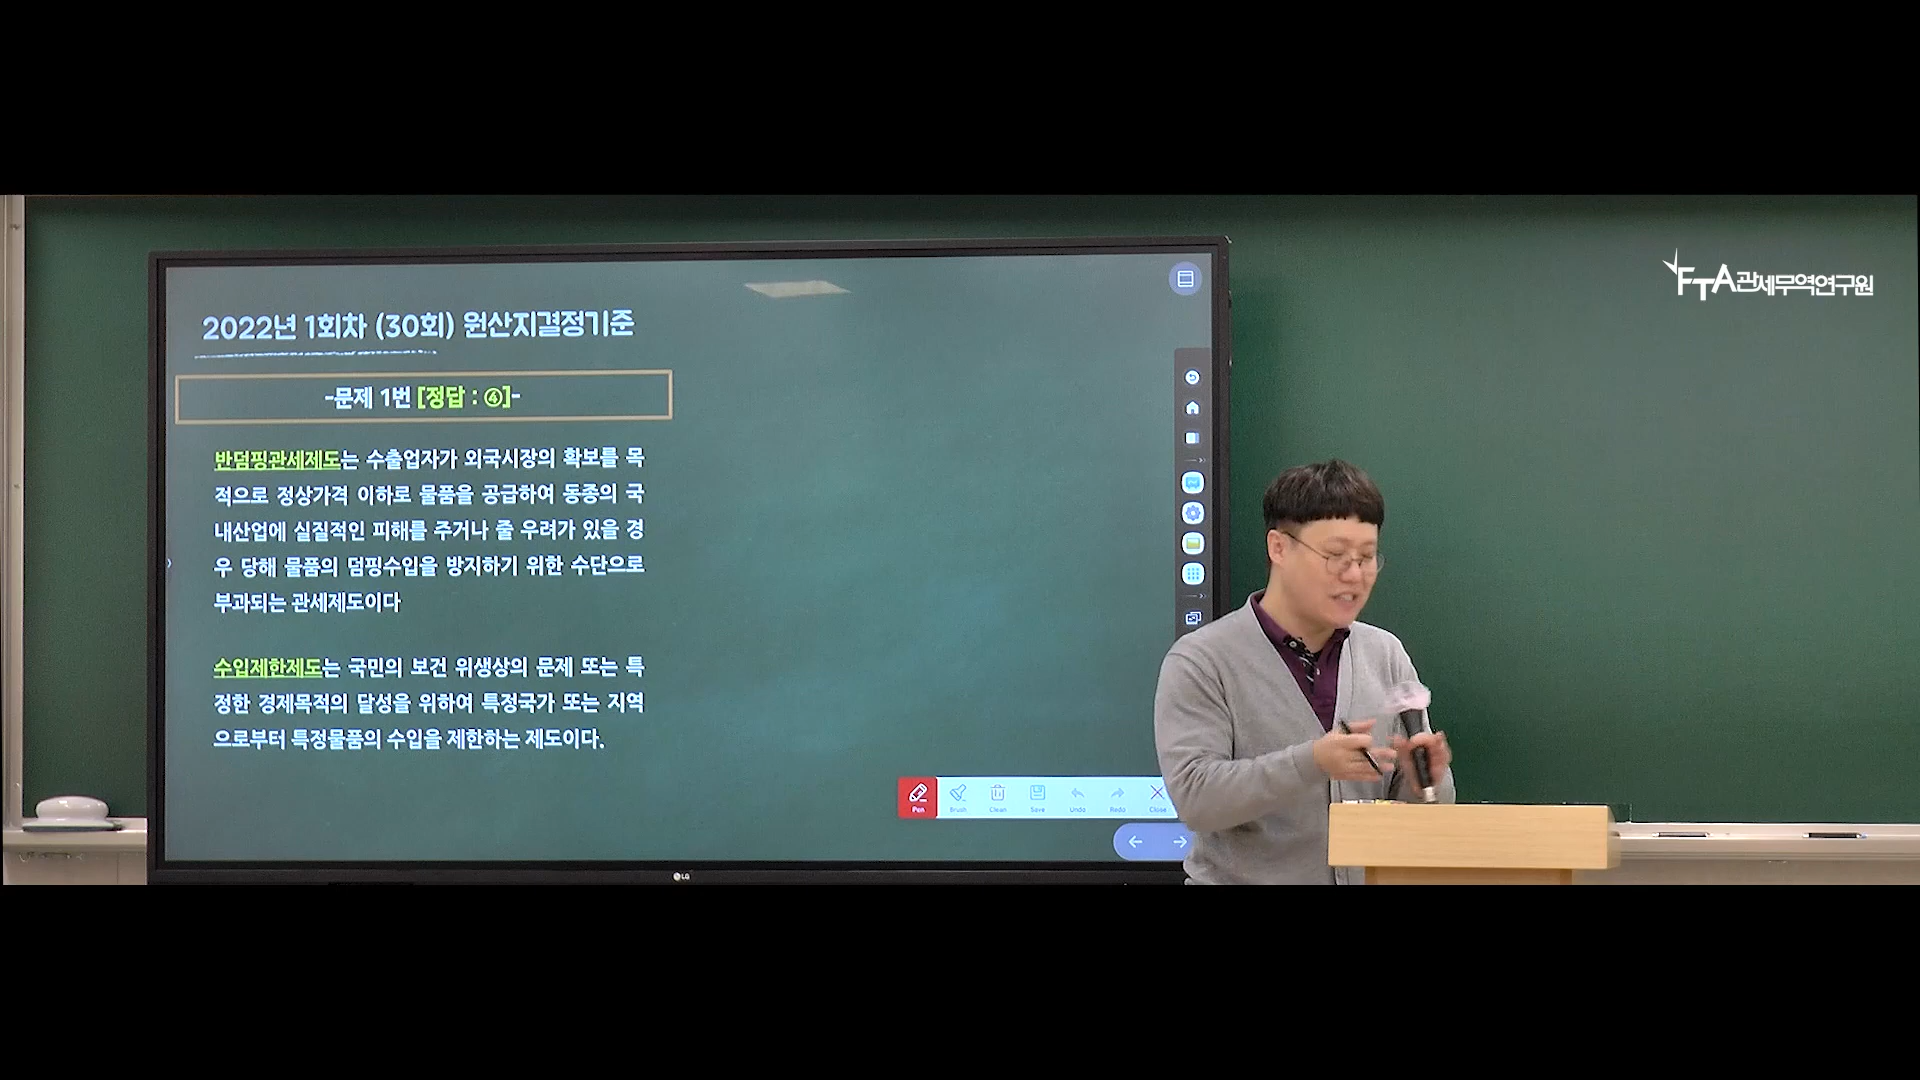 FTA관세무역연구원
2022년 1회차 (30회) 원산지결정기준
-문제 1번 [정답 : ④]-
반덤핑관세제도는 수출업자가 외국시장의 확보를 목
적으로 정상가격 이하로 물품을 공급하여 동종의 국
내산업에 실질적인 피해를 주거나 줄 우려가 있을 경
우 당해 물품의 덤핑수입을 방지하기 위한 수단으로
부과되는 관세제도이다
수입제한제도는 국민의 보건 위생상의 문제 또는 특
정한 경제목적의 달성을 위하여 특정국가 또는 지역
으로부터 특정물품의 수입을 제한하는 제도이다.
Pen Brush Clean Save Undo Redo Close
LG